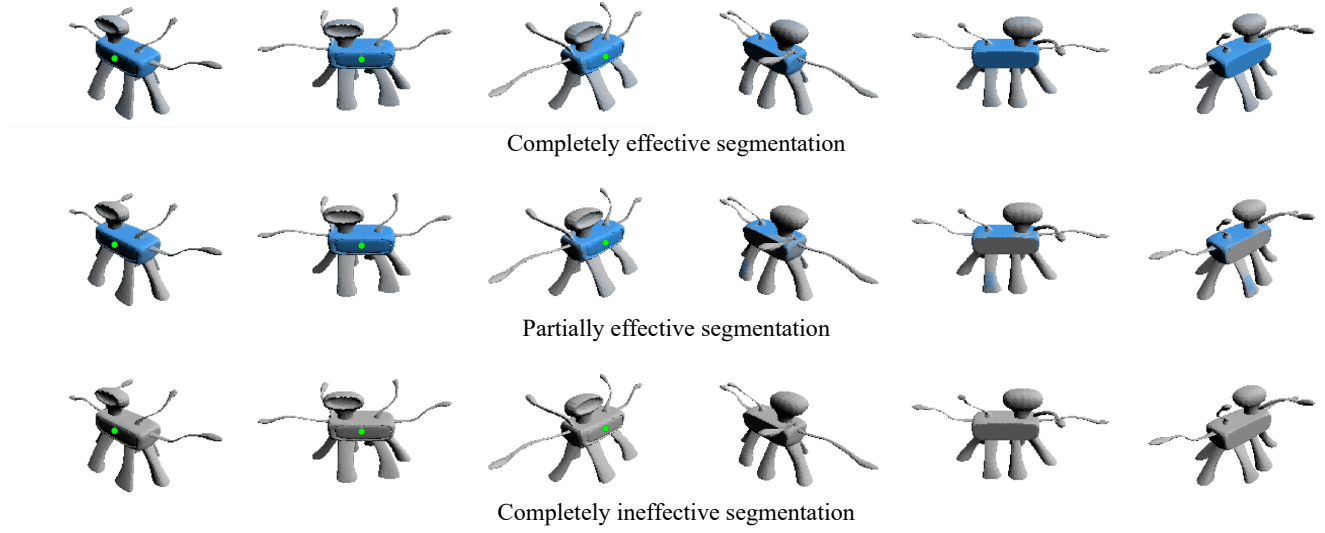 Completely effective segmentation
Partially effective segmentation
Completely ineffective segmentation